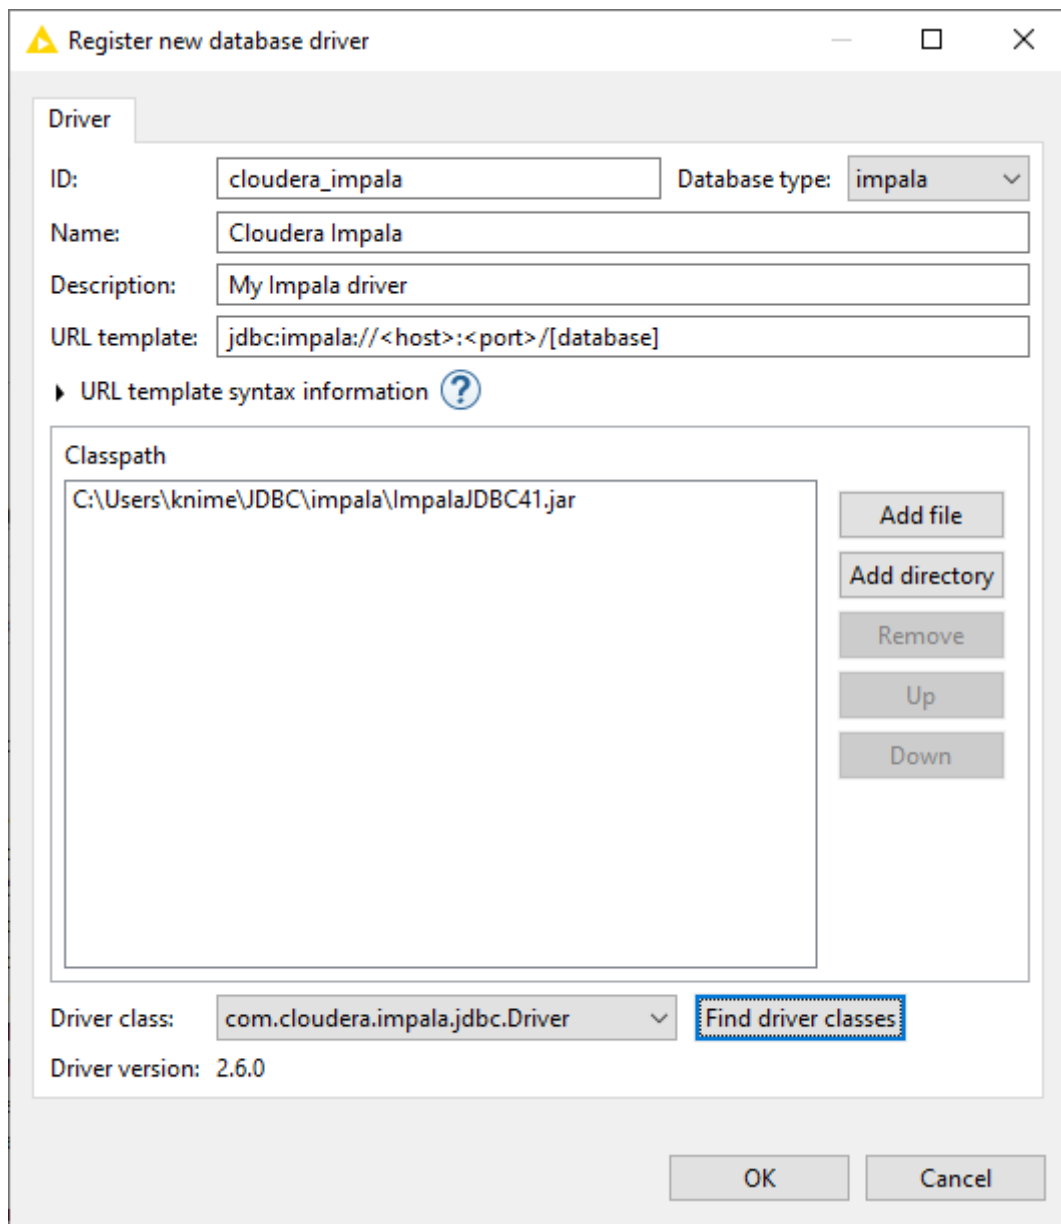 Register new database driver
Driver
ID: cloudera_impala Database type: impala
Name: Cloudera Impala
Description: My Impala driver
URL template: jdbc:impala://<host>:<port>/[database]
URL template syntax information ?
Classpath
C:\Users\knime\JDBC\impala\ImpalaJDBC41.jar
Add file
Add directory
Remove
Up
Down
Driver class: com.cloudera.impala.jdbc.Driver Find driver classes
Driver version: 2.6.0
OK Cancel